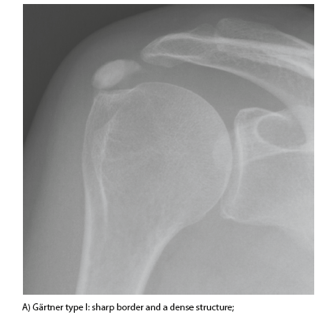 A) Gärtner type I: sharp border and a dense structure;